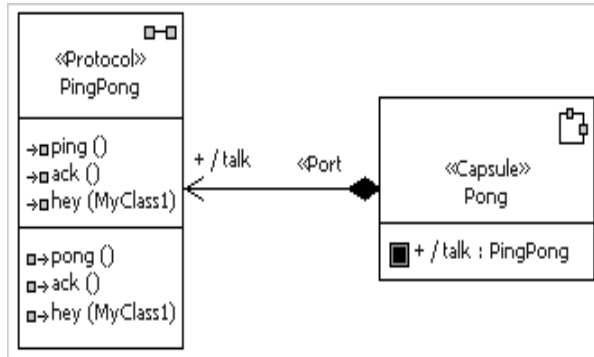 «Protocol»
PingPong
ping ()
ack ()
hey (MyClass1)
pong ()
ack ()
hey (MyClass1)
+ / talk
«Port
«Capsule»
Pong
+ / talk : PingPong